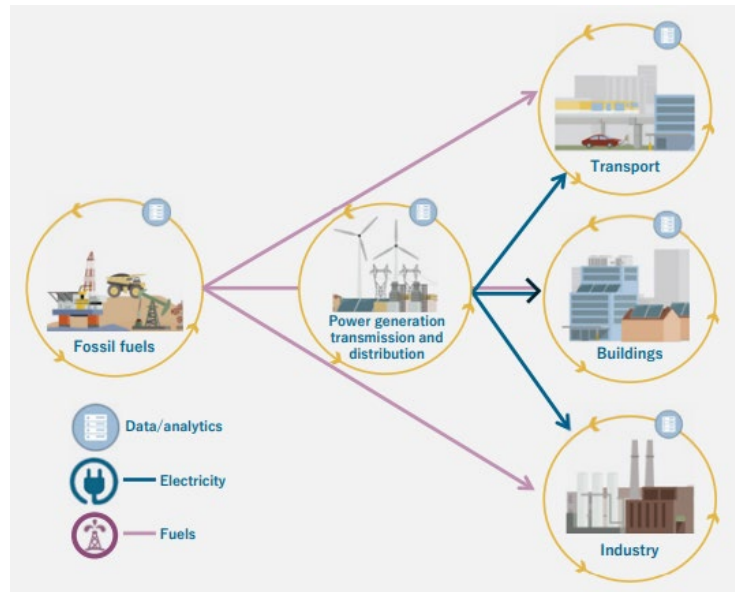 Transport
Fossil fuels
Power generation
transmission and
distribution
Buildings
Data/analytics
Electricity
Fuels
Industry